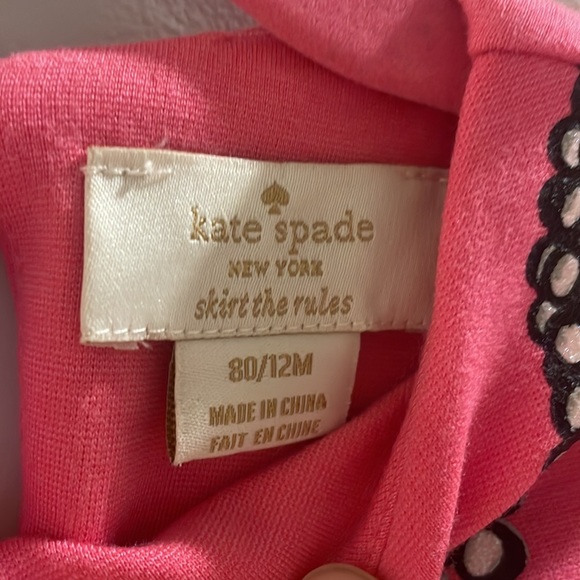 kate spade
NEW YORK
skirt the rules
80/12M
MADE IN CHINA
FAIT EN CHINE